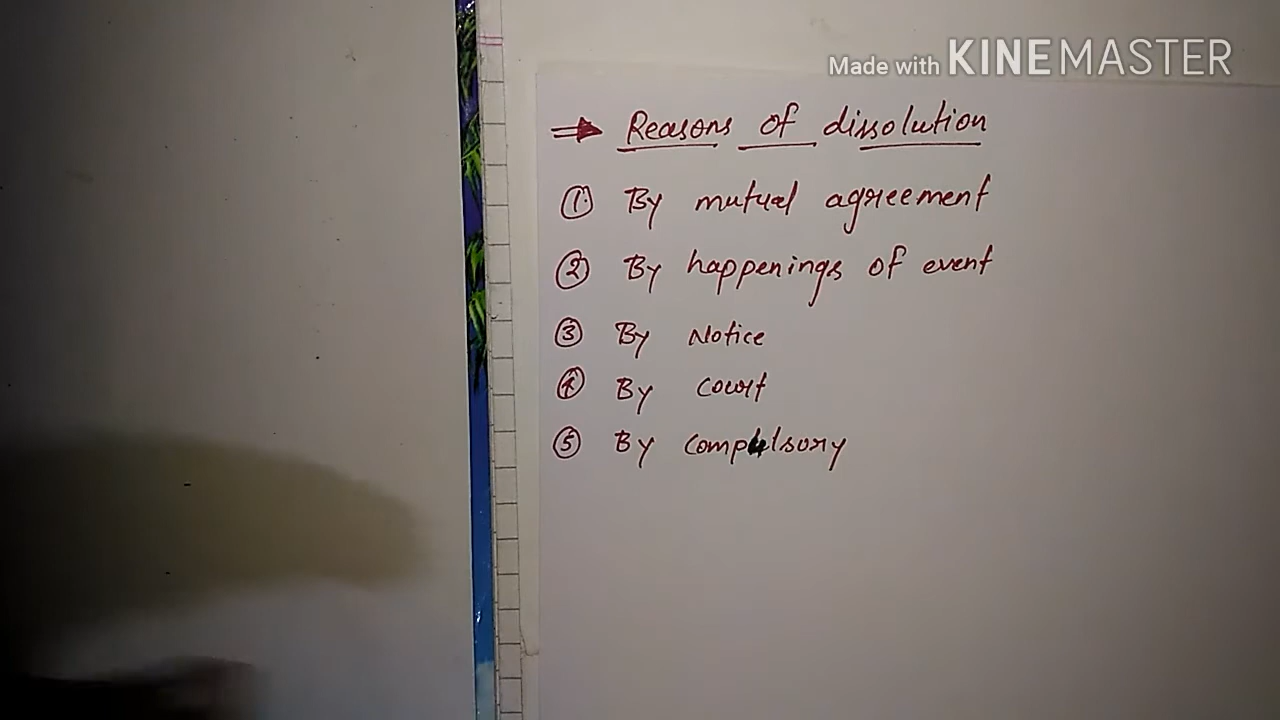 Made with KINEMASTER
⇒ Reasons of dissolution
① By mutual agreement
② By happenings of event
③ By Notice
④ By court
⑤ By compulsory